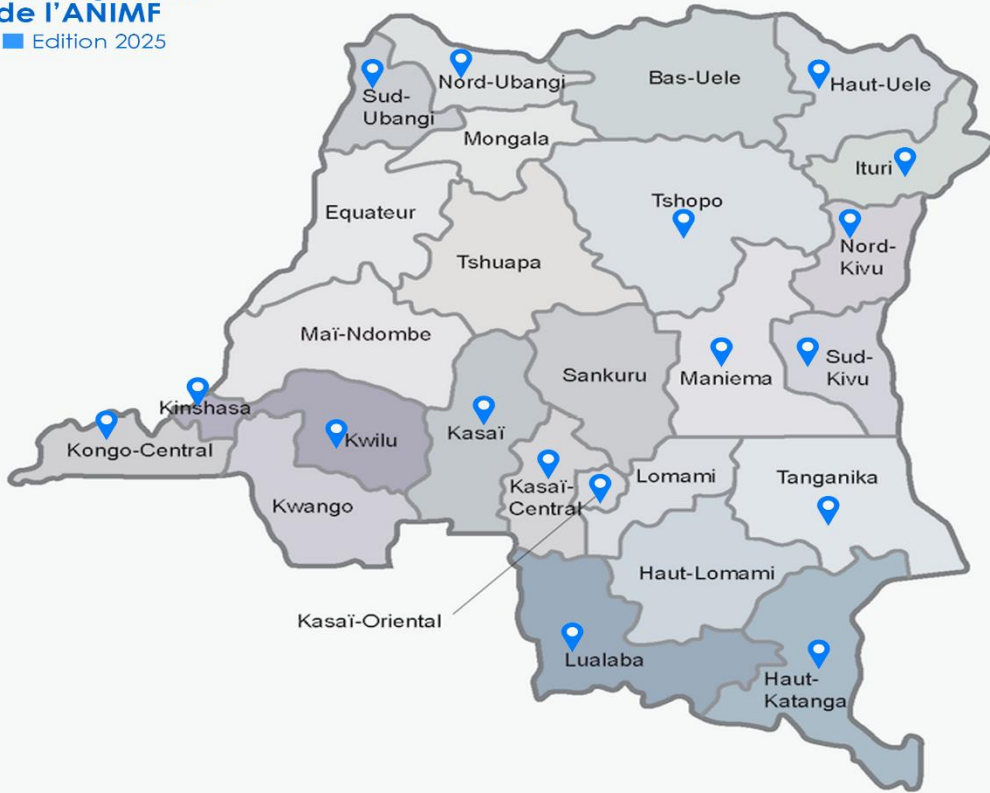 de l'ANIMF
Edition 2025
Nord-Ubangi
Bas-Uele
Haut-Uele
Sud-
Ubangi
Mongala
Ituri
Equateur
Tshopo
Tshuapa
Nord-
Kivu
Maï-Ndombe
Sankuru
Maniema
Sud-
Kivu
Kinshasa
Kongo-Central
Kwilu
Kasaï
Kwango
Kasaï-
Central
Lomami
Tanganika
Haut-Lomami
Kasaï-Oriental
Lualaba
Haut-
Katanga